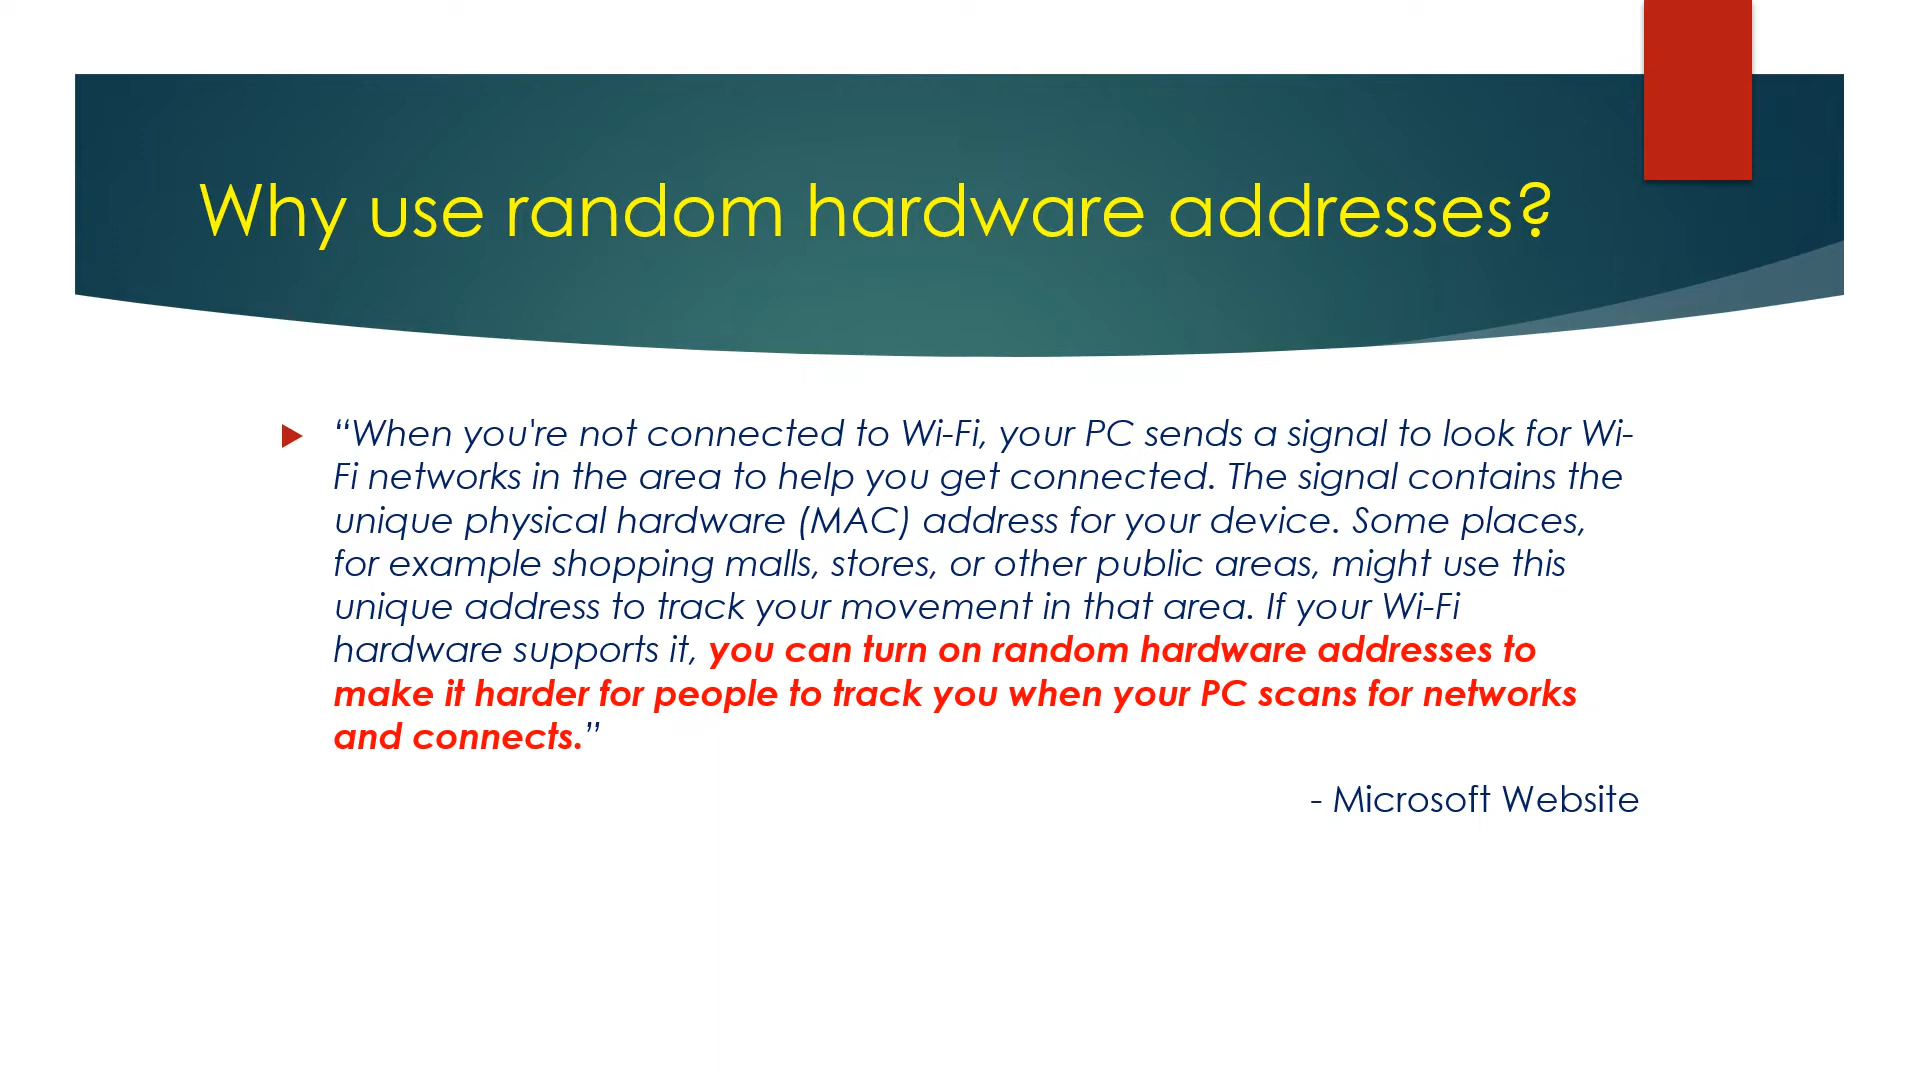 Why use random hardware addresses?
“When you're not connected to Wi-Fi, your PC sends a signal to look for Wi-
Fi networks in the area to help you get connected. The signal contains the
unique physical hardware (MAC) address for your device. Some places,
for example shopping malls, stores, or other public areas, might use this
unique address to track your movement in that area. If your Wi-Fi
hardware supports it, you can turn on random hardware addresses to
make it harder for people to track you when your PC scans for networks
and connects.”
- Microsoft Website